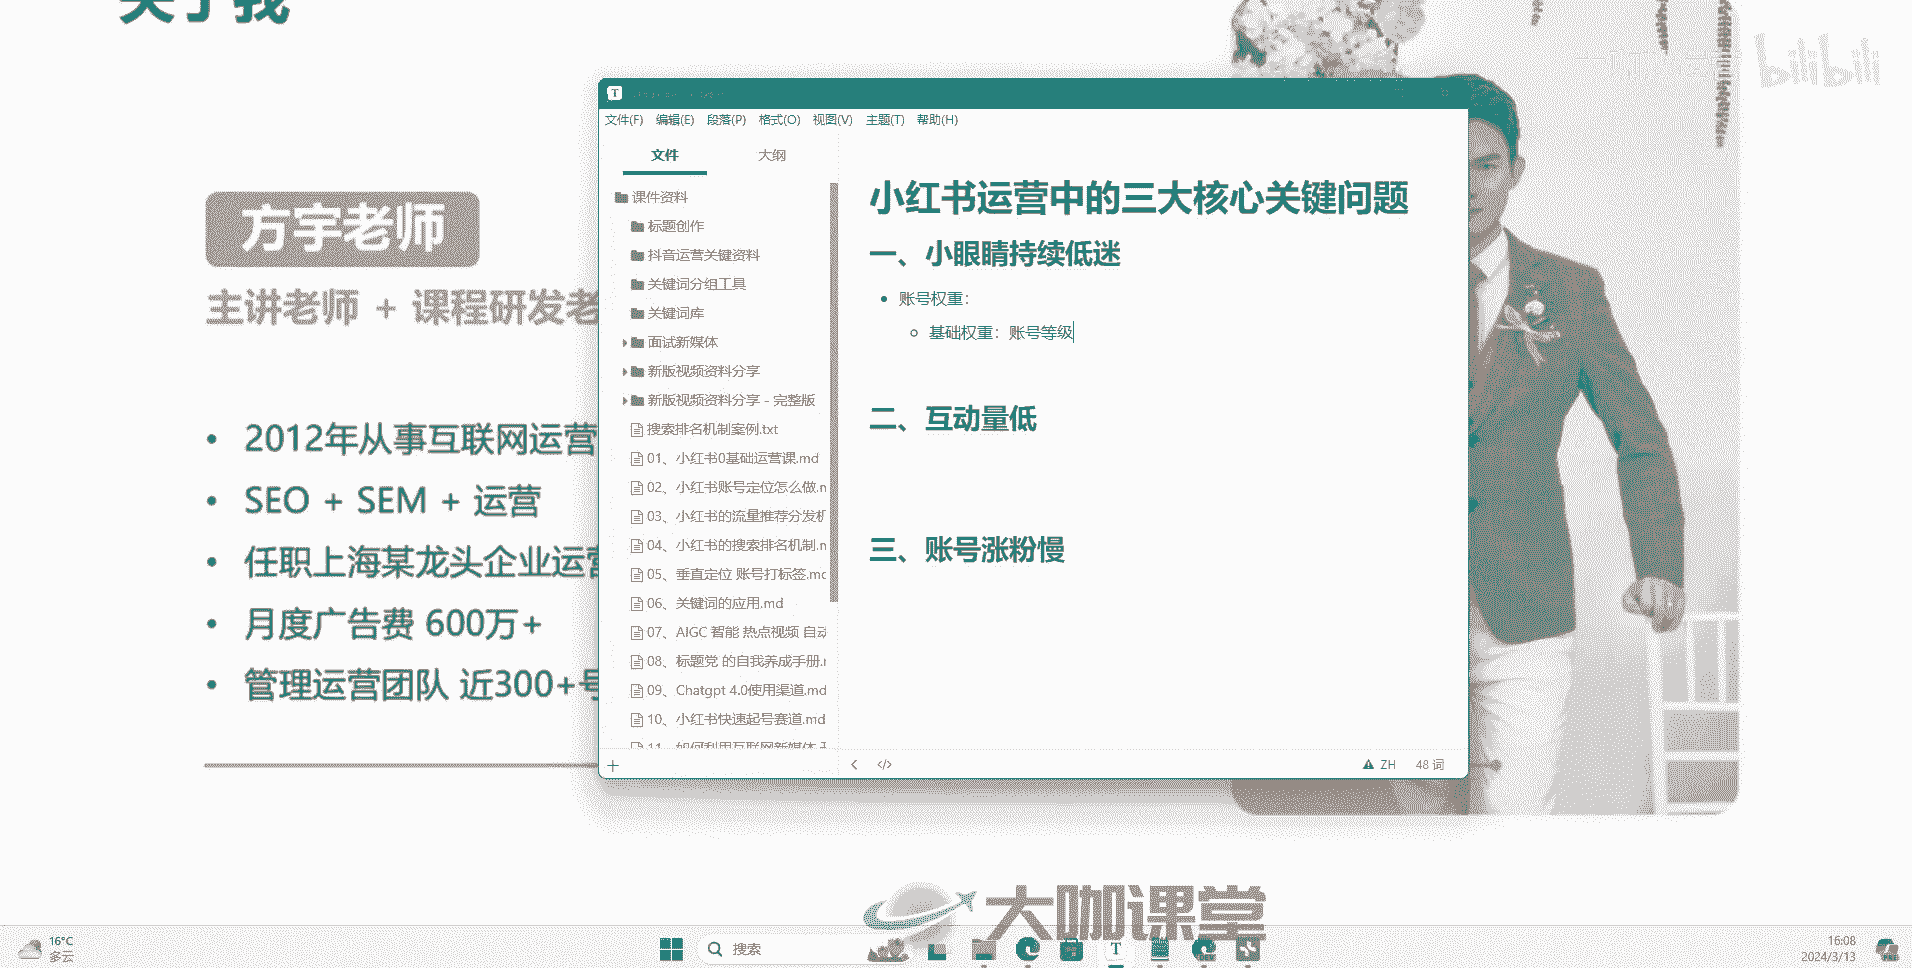 关于我
bilibili
方宇老师
主讲老师 + 课程研发老
2012年从事互联网运营
SEO + SEM + 运营
任职上海某龙头企业运营
月度广告费 600万+
管理运营团队 近300+号
文件(F) 编辑(E) 段落(P) 格式(O) 视图(V) 主题(T) 帮助(H)
文件 大纲
课件资料
标题创作
抖音运营关键资料
关键词分组工具
关键词库
面试新媒体
新版视频资料分享
新版视频资料分享 - 完整版
搜索排名机制案例.txt
01、小红书0基础运营课.md
02、小红书账号定位怎么做.n
03、小红书的流量推荐分发机
04、小红书的搜索排名机制.n
05、垂直定位 账号打标签.mc
06、关键词的应用.md
07、AIGC 智能 热点视频 自动
08、标题党 的自我养成手册.r
09、Chatgpt 4.0使用渠道.md
10、小红书快速起号赛道.md
11、如何利用互联网新媒体
小红书运营中的三大核心关键问题
一、小眼睛持续低迷
账号权重：
基础权重：账号等级
二、互动量低
三、账号涨粉慢
ZH 48 词
大咖课堂
16°C
多云
搜索
16:08
2024/3/13